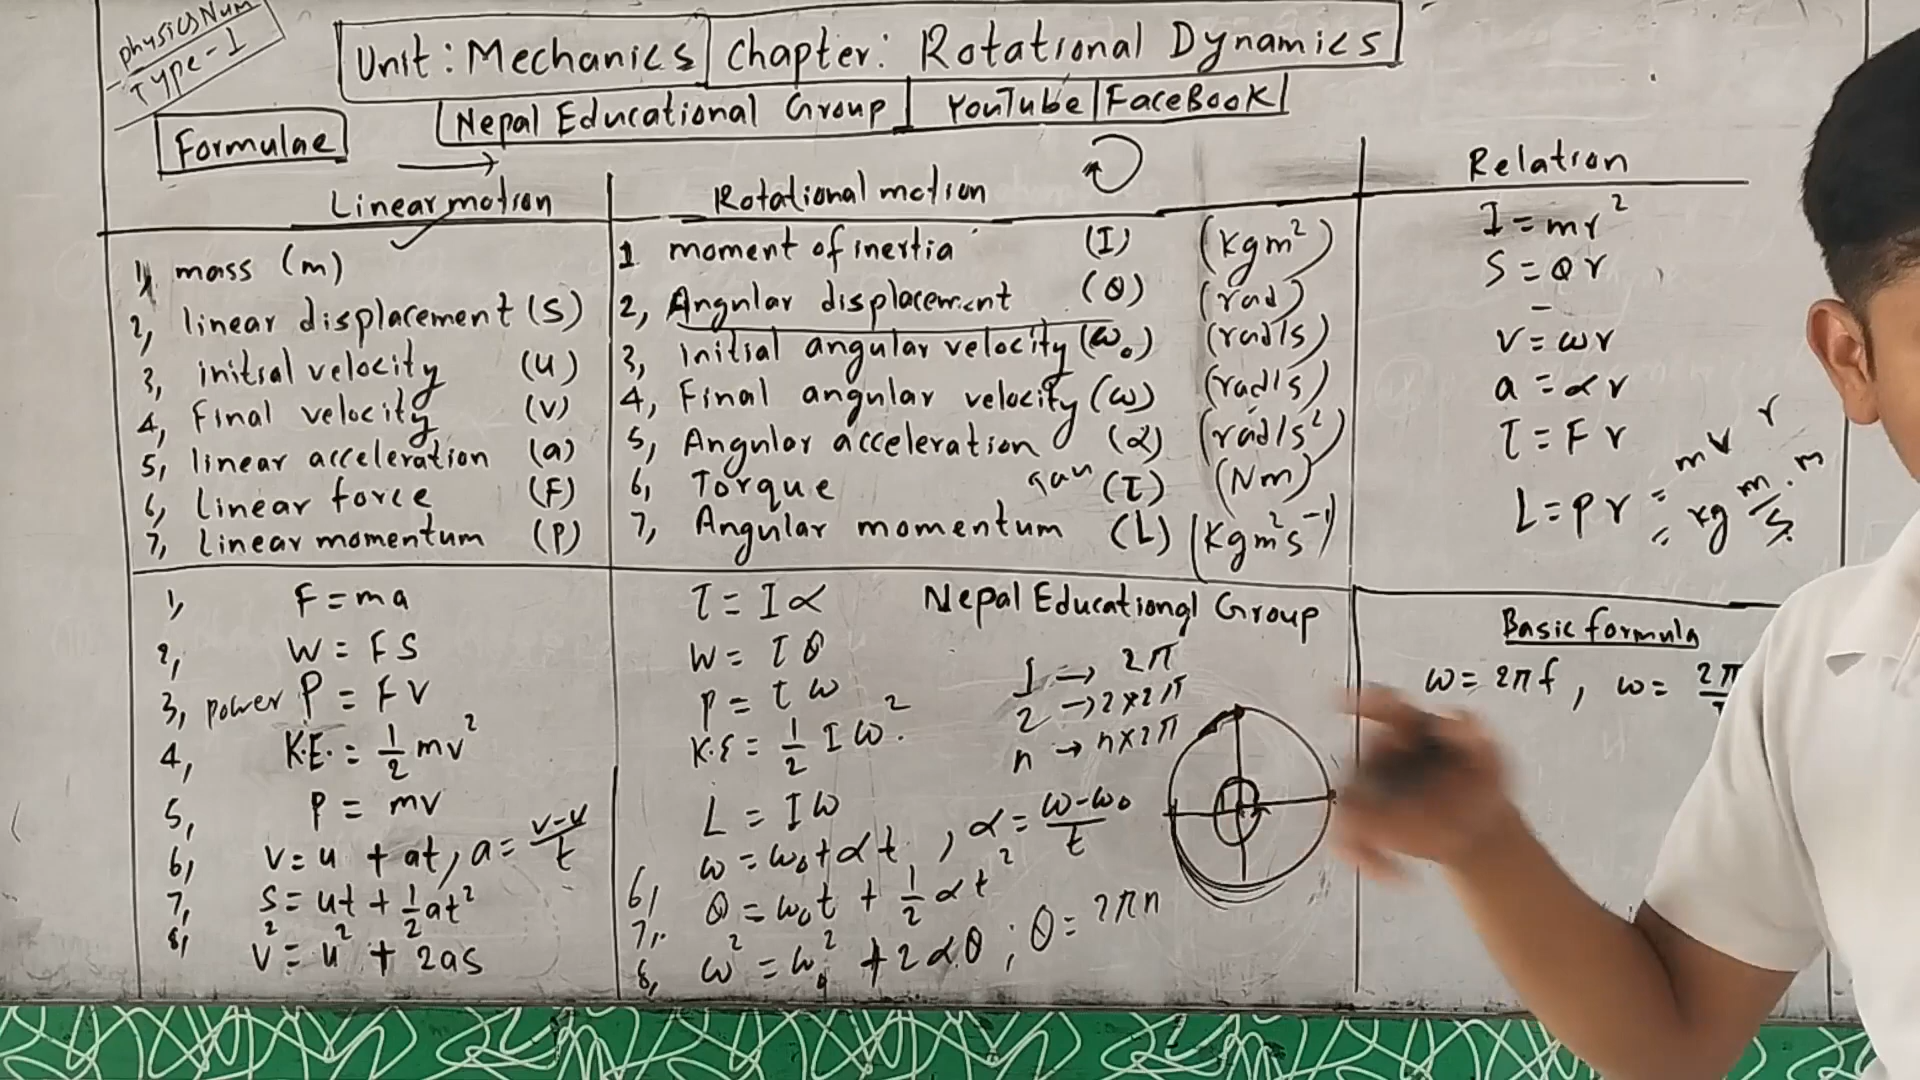 physics Num
Type-1
Unit: Mechanics | Chapter: Rotational Dynamics
Nepal Educational Group | YouTube | FaceBook |
Formulae
Linear motion
1, mass (m)
2, linear displacement (S)
3, initial velocity (u)
4, Final velocity (v)
5, linear acceleration (a)
6, Linear force (F)
7, Linear momentum (P)
Rotational motion
1 moment of inertia (I) (Kgm²)
2, Angular displacement (θ) (rad)
3, Initial angular velocity (ω₀) (rad/s)
4, Final angular velocity (ω) (rad/s)
5, Angular acceleration (α) (rad/s²)
6, Torque (τ) (Nm)
7, Angular momentum (L) (Kgm²s⁻¹)
Relation
I = mr²
S = θr
v = ωr
a = αr
τ = Fr
L = pr = mv r
= kg m/s . m
1, F = ma
2, W = FS
3, power P = FV
4, K.E. = 1/2 mv²
5, P = mv
6, v = u + at, a = v-u/t
7, S = ut + 1/2 at²
8, v² = u² + 2as
τ = Iα
W = τθ
P = τω
K.E = 1/2 Iω².
L = Iω
6, ω = ω₀ + αt, α = ω-ω₀/t
7, θ = ω₀t + 1/2 αt²
8, ω² = ω₀² + 2αθ ; θ = 2πn
Nepal Educational Group
1 → 2π
2 → 2×2π
n → n×2π
Basic formula
ω = 2πf, ω = 2π